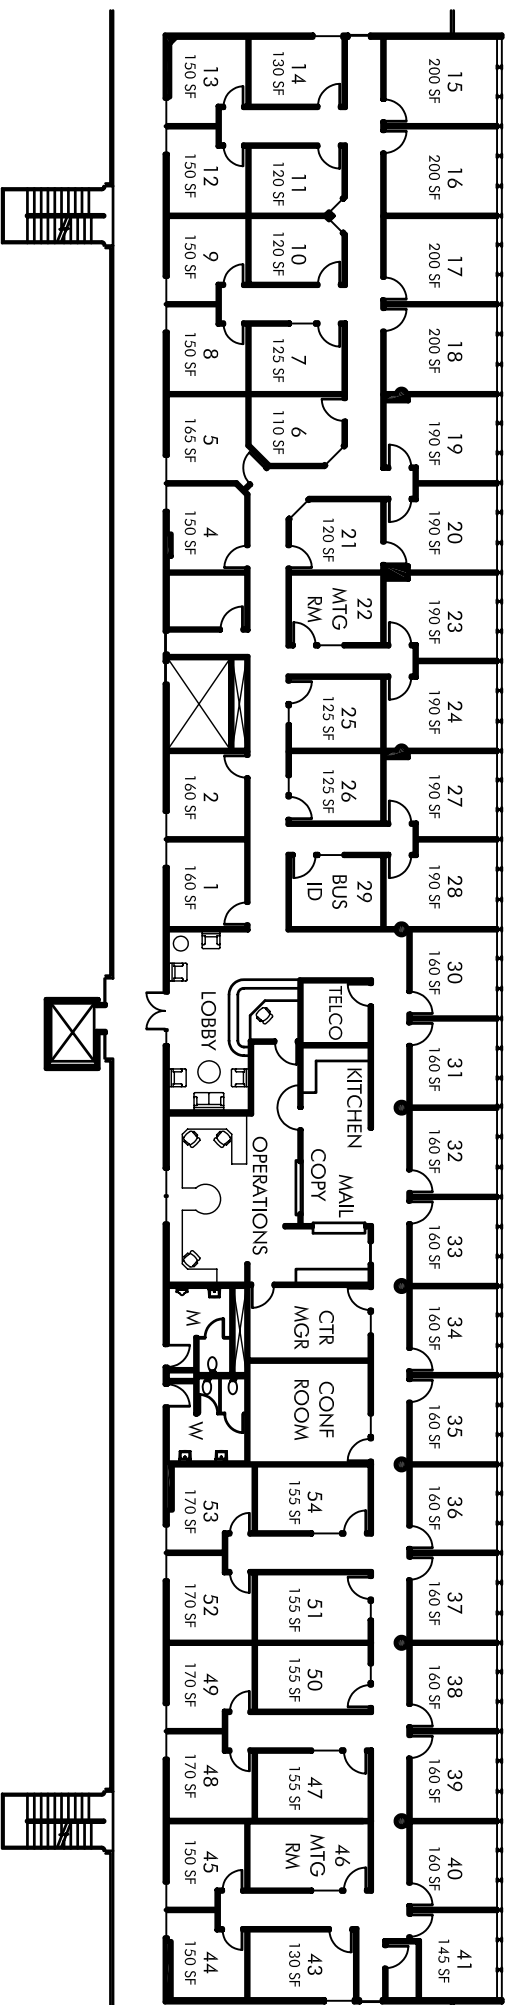 15
200 SF
16
200 SF
17
200 SF
18
200 SF
19
190 SF
20
190 SF
23
190 SF
24
190 SF
27
190 SF
28
190 SF
30
160 SF
31
160 SF
32
160 SF
33
160 SF
34
160 SF
35
160 SF
36
160 SF
37
160 SF
38
160 SF
39
160 SF
40
160 SF
41
145 SF
14
130 SF
11
120 SF
10
120 SF
7
125 SF
6
110 SF
21
120 SF
22
MTG
RM
25
125 SF
26
125 SF
29
BUS
ID
TELCO
KITCHEN
MAIL
COPY
CTR
MGR
CONF
ROOM
54
155 SF
51
155 SF
50
155 SF
47
155 SF
46
MTG
RM
43
130 SF
13
150 SF
12
150 SF
9
150 SF
8
150 SF
5
165 SF
4
150 SF
2
160 SF
1
160 SF
LOBBY
OPERATIONS
M
W
53
170 SF
52
170 SF
49
170 SF
48
170 SF
45
150 SF
44
150 SF